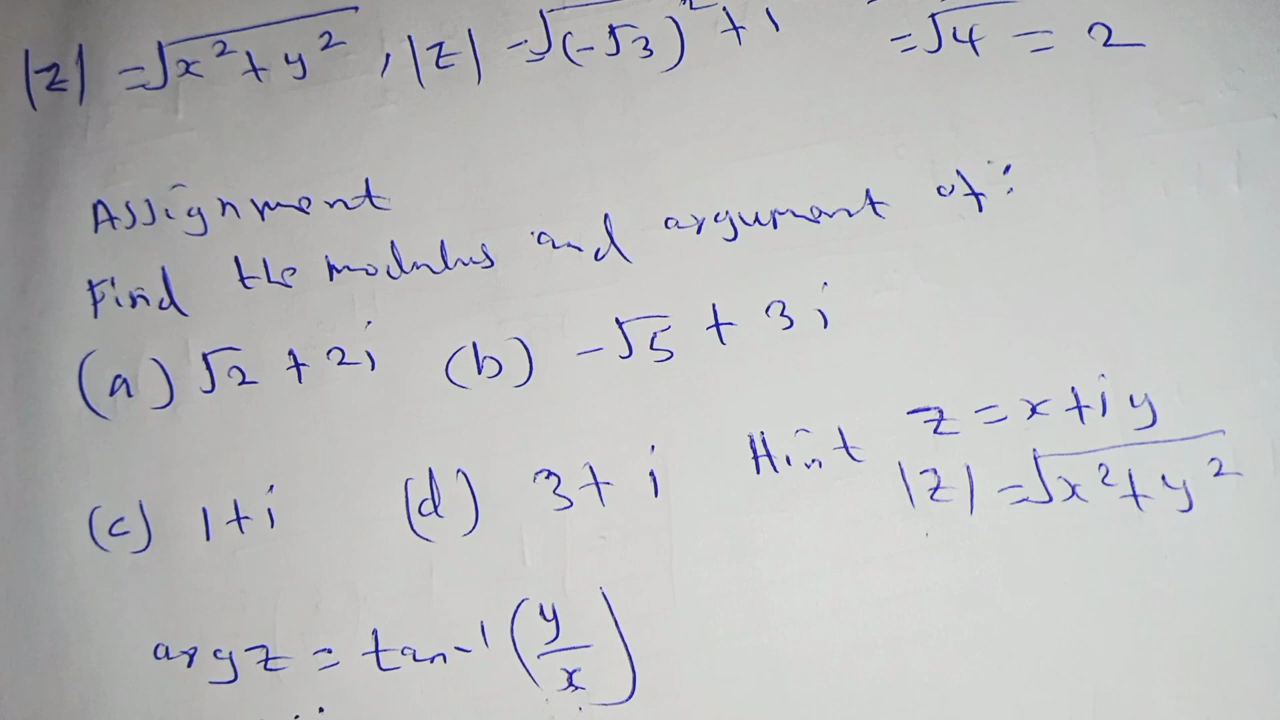 |z| = √x² + y² , |z| = √(-√3)² + 1 = √4 = 2
Assignment
Find the modulus and argument of:
(a) √2 + 2i (b) -√5 + 3i
Hint z = x + iy
(c) 1 + i (d) 3 + i |z| = √x² + y²
arg z = tan⁻¹ (y/x)